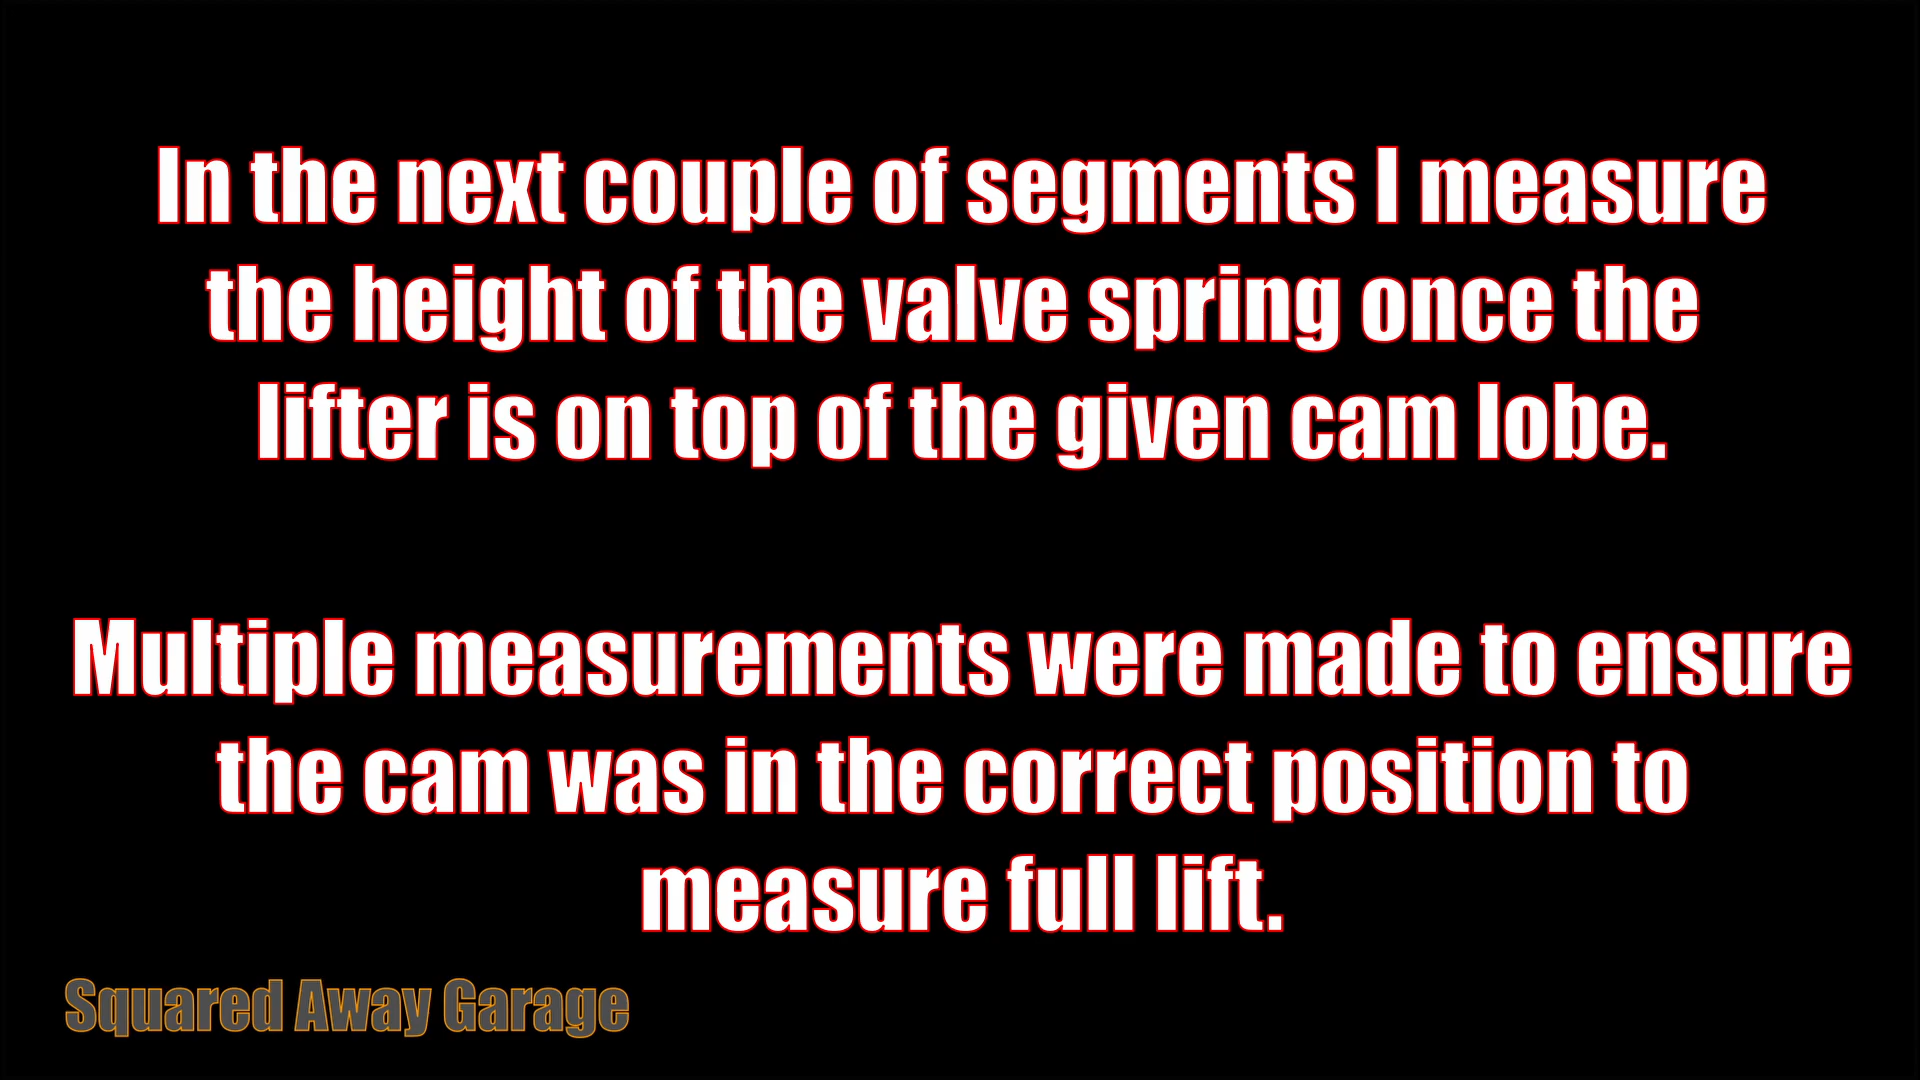 In the next couple of segments I measure
the height of the valve spring once the
lifter is on top of the given cam lobe.
Multiple measurements were made to ensure
the cam was in the correct position to
measure full lift.
Squared Away Garage